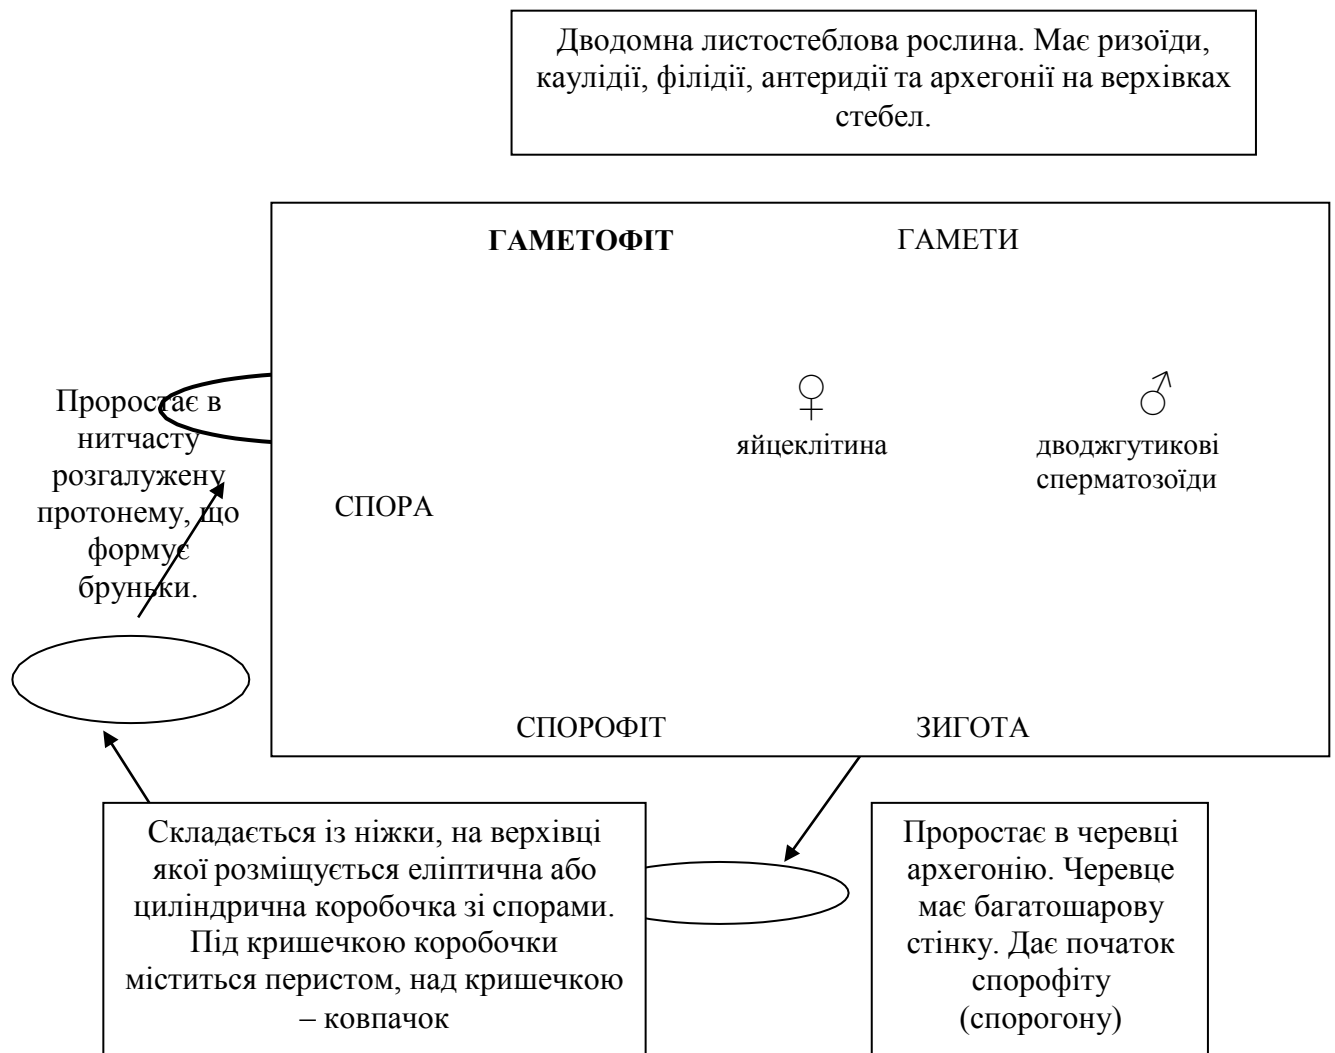 Дводомна листостеблова рослина. Має ризоїди,
каулідії, філідії, антеридії та архегонії на верхівках
стебел.
ГАМЕТОФІТ
ГАМЕТИ
Проростає в
нитчасту
розгалужену
протонему, що
формує
бруньки.
♀
яйцеклітина
♂
дводжгутикові
сперматозоїди
СПОРА
СПОРОФІТ
ЗИГОТА
Складається із ніжки, на верхівці
якої розміщується еліптична або
циліндрична коробочка зі спорами.
Під кришечкою коробочки
міститься перистом, над кришечкою
– ковпачок
Проростає в черевці
архегонію. Черевце
має багатошарову
стінку. Дає початок
спорофіту
(спорогону)